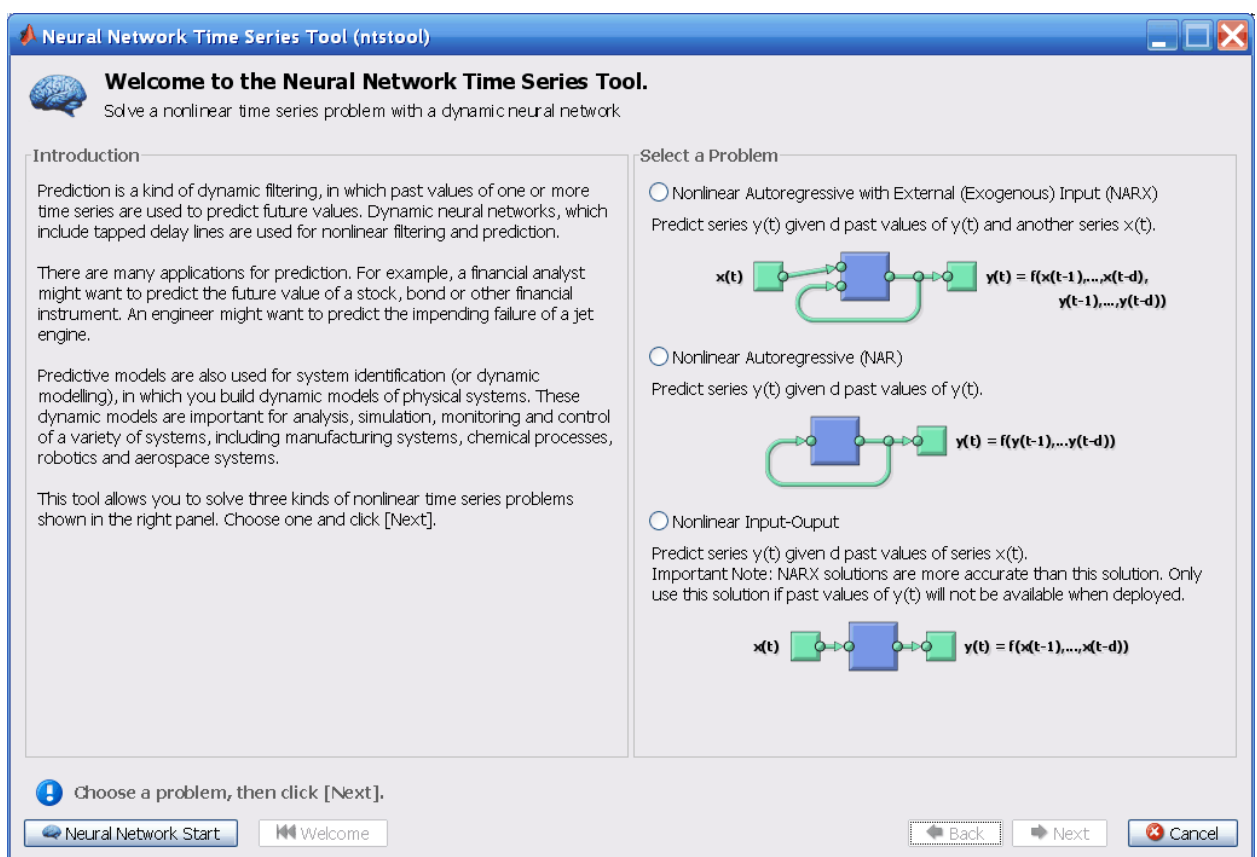 Neural Network Time Series Tool (ntstool)
Welcome to the Neural Network Time Series Tool.
Solve a nonlinear time series problem with a dynamic neural network
Introduction
Prediction is a kind of dynamic filtering, in which past values of one or more
time series are used to predict future values. Dynamic neural networks, which
include tapped delay lines are used for nonlinear filtering and prediction.
There are many applications for prediction. For example, a financial analyst
might want to predict the future value of a stock, bond or other financial
instrument. An engineer might want to predict the impending failure of a jet
engine.
Predictive models are also used for system identification (or dynamic
modelling), in which you build dynamic models of physical systems. These
dynamic models are important for analysis, simulation, monitoring and control
of a variety of systems, including manufacturing systems, chemical processes,
robotics and aerospace systems.
This tool allows you to solve three kinds of nonlinear time series problems
shown in the right panel. Choose one and click [Next].
Select a Problem
Nonlinear Autoregressive with External (Exogenous) Input (NARX)
Predict series y(t) given d past values of y(t) and another series x(t).
x(t)
y(t) = f(x(t-1),...,x(t-d),
y(t-1),...,y(t-d))
Nonlinear Autoregressive (NAR)
Predict series y(t) given d past values of y(t).
y(t) = f(y(t-1),...y(t-d))
Nonlinear Input-Ouput
Predict series y(t) given d past values of series x(t).
Important Note: NARX solutions are more accurate than this solution. Only
use this solution if past values of y(t) will not be available when deployed.
x(t)
y(t) = f(x(t-1),...,x(t-d))
Choose a problem, then click [Next].
Neural Network Start
Welcome
Back
Next
Cancel